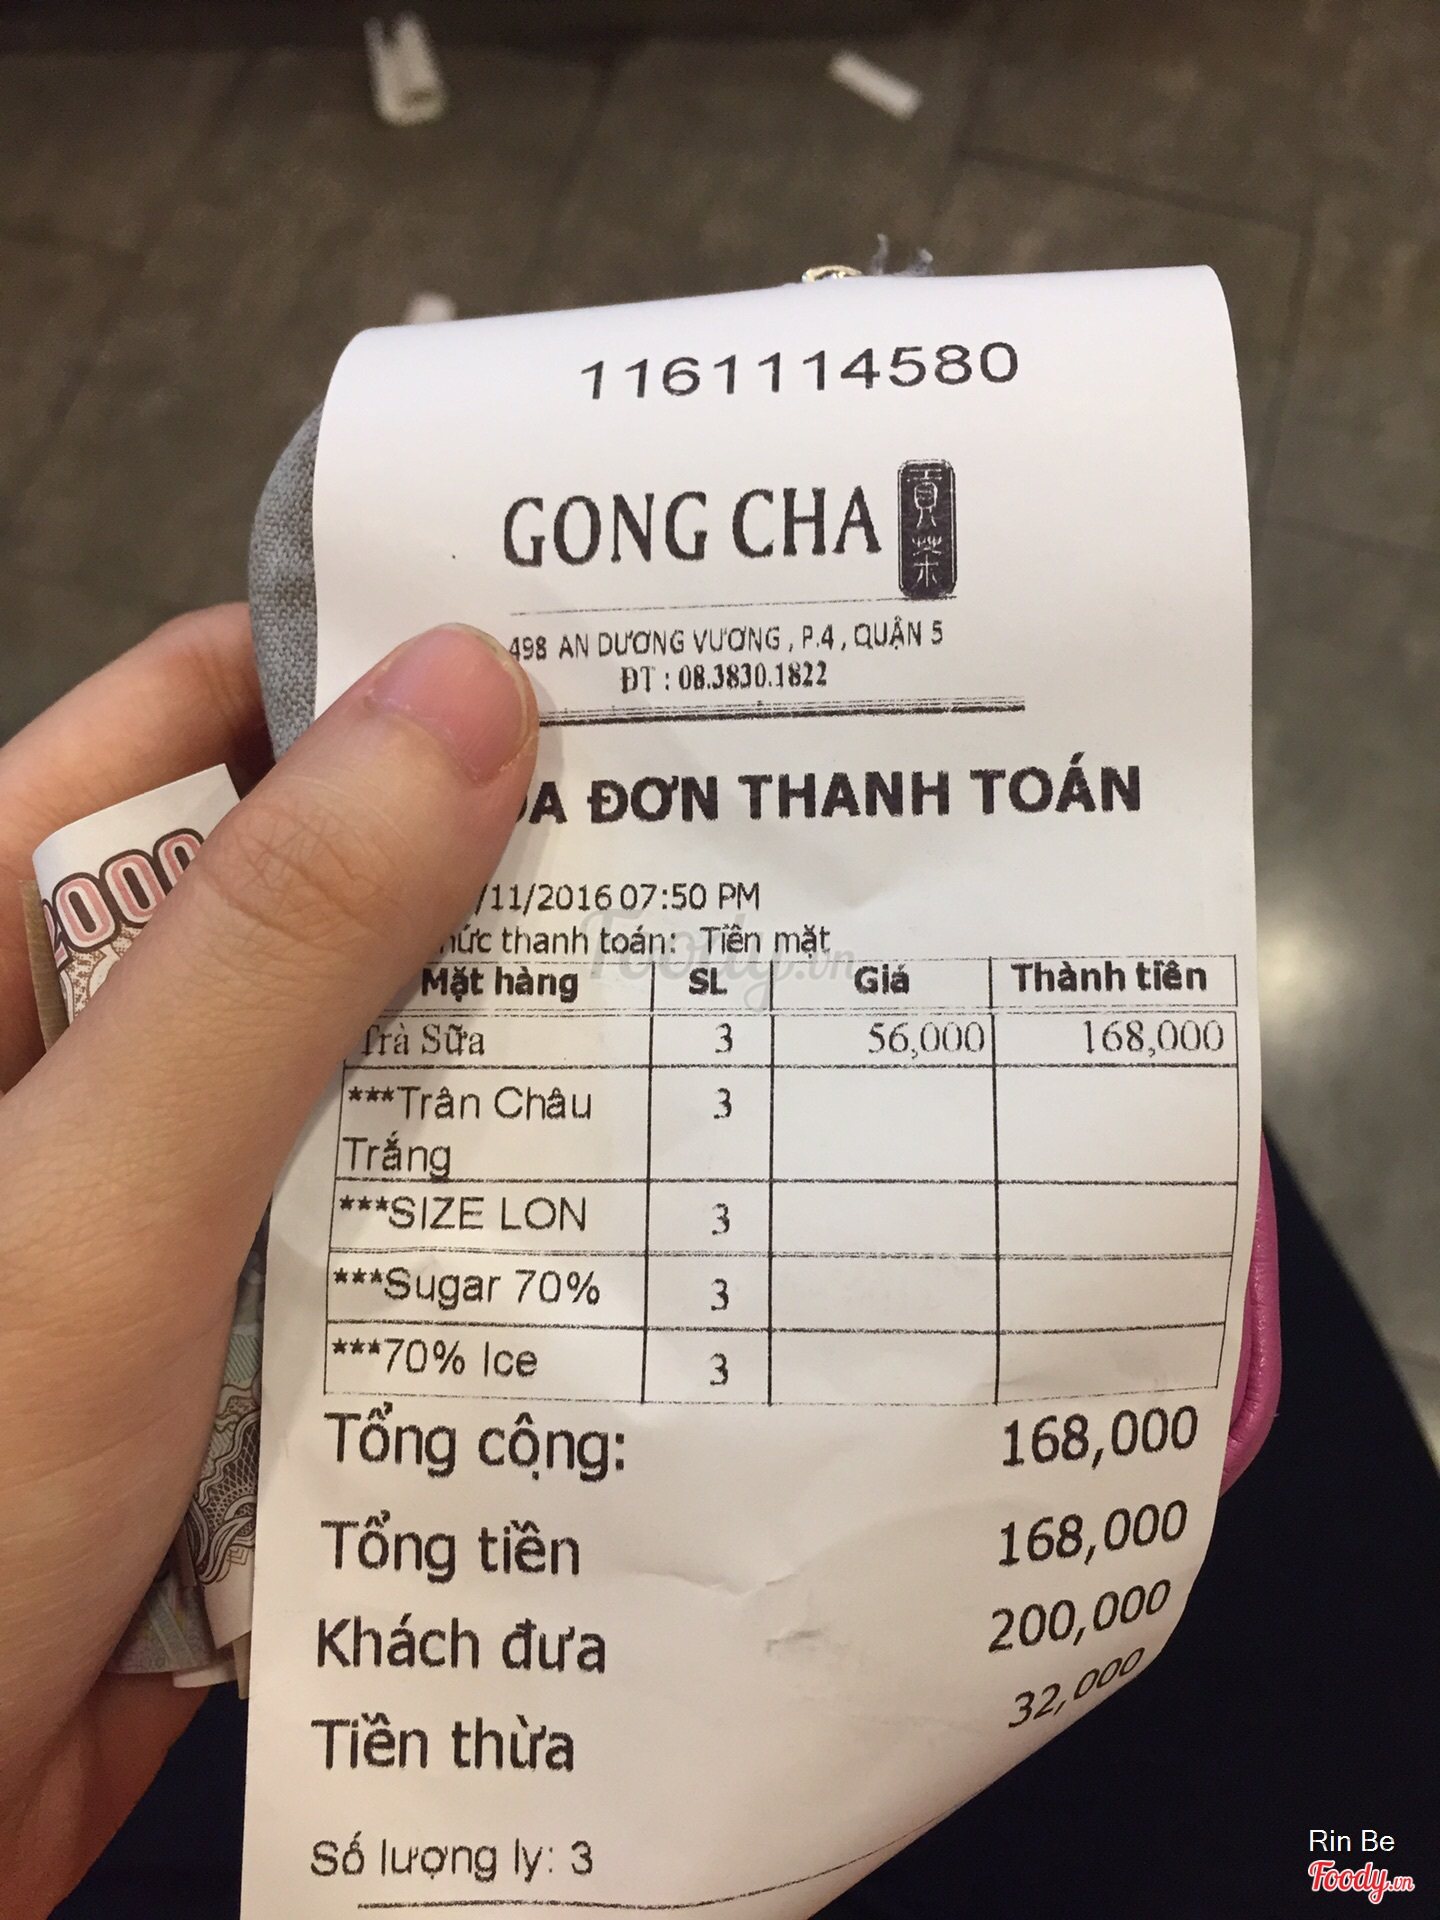 1161114580
GONG CHA 貢茶
498 AN DƯƠNG VƯƠNG , P.4 , QUẬN 5
ĐT : 08.3830.1822
ĐƠN THANH TOÁN
/11/2016 07:50 PM
thanh toán: Tiền mặt
Mặt hàng SL Giá Thành tiền
Trà Sữa 3 56,000 168,000
***Trân Châu 3
Trắng
***SIZE LON 3
***Sugar 70% 3
***70% Ice 3
Tổng cộng: 168,000
Tổng tiền 168,000
Khách đưa 200,000
Tiền thừa 32,000
Số lượng ly: 3
Foody.vn
Rin Be
Foody.vn